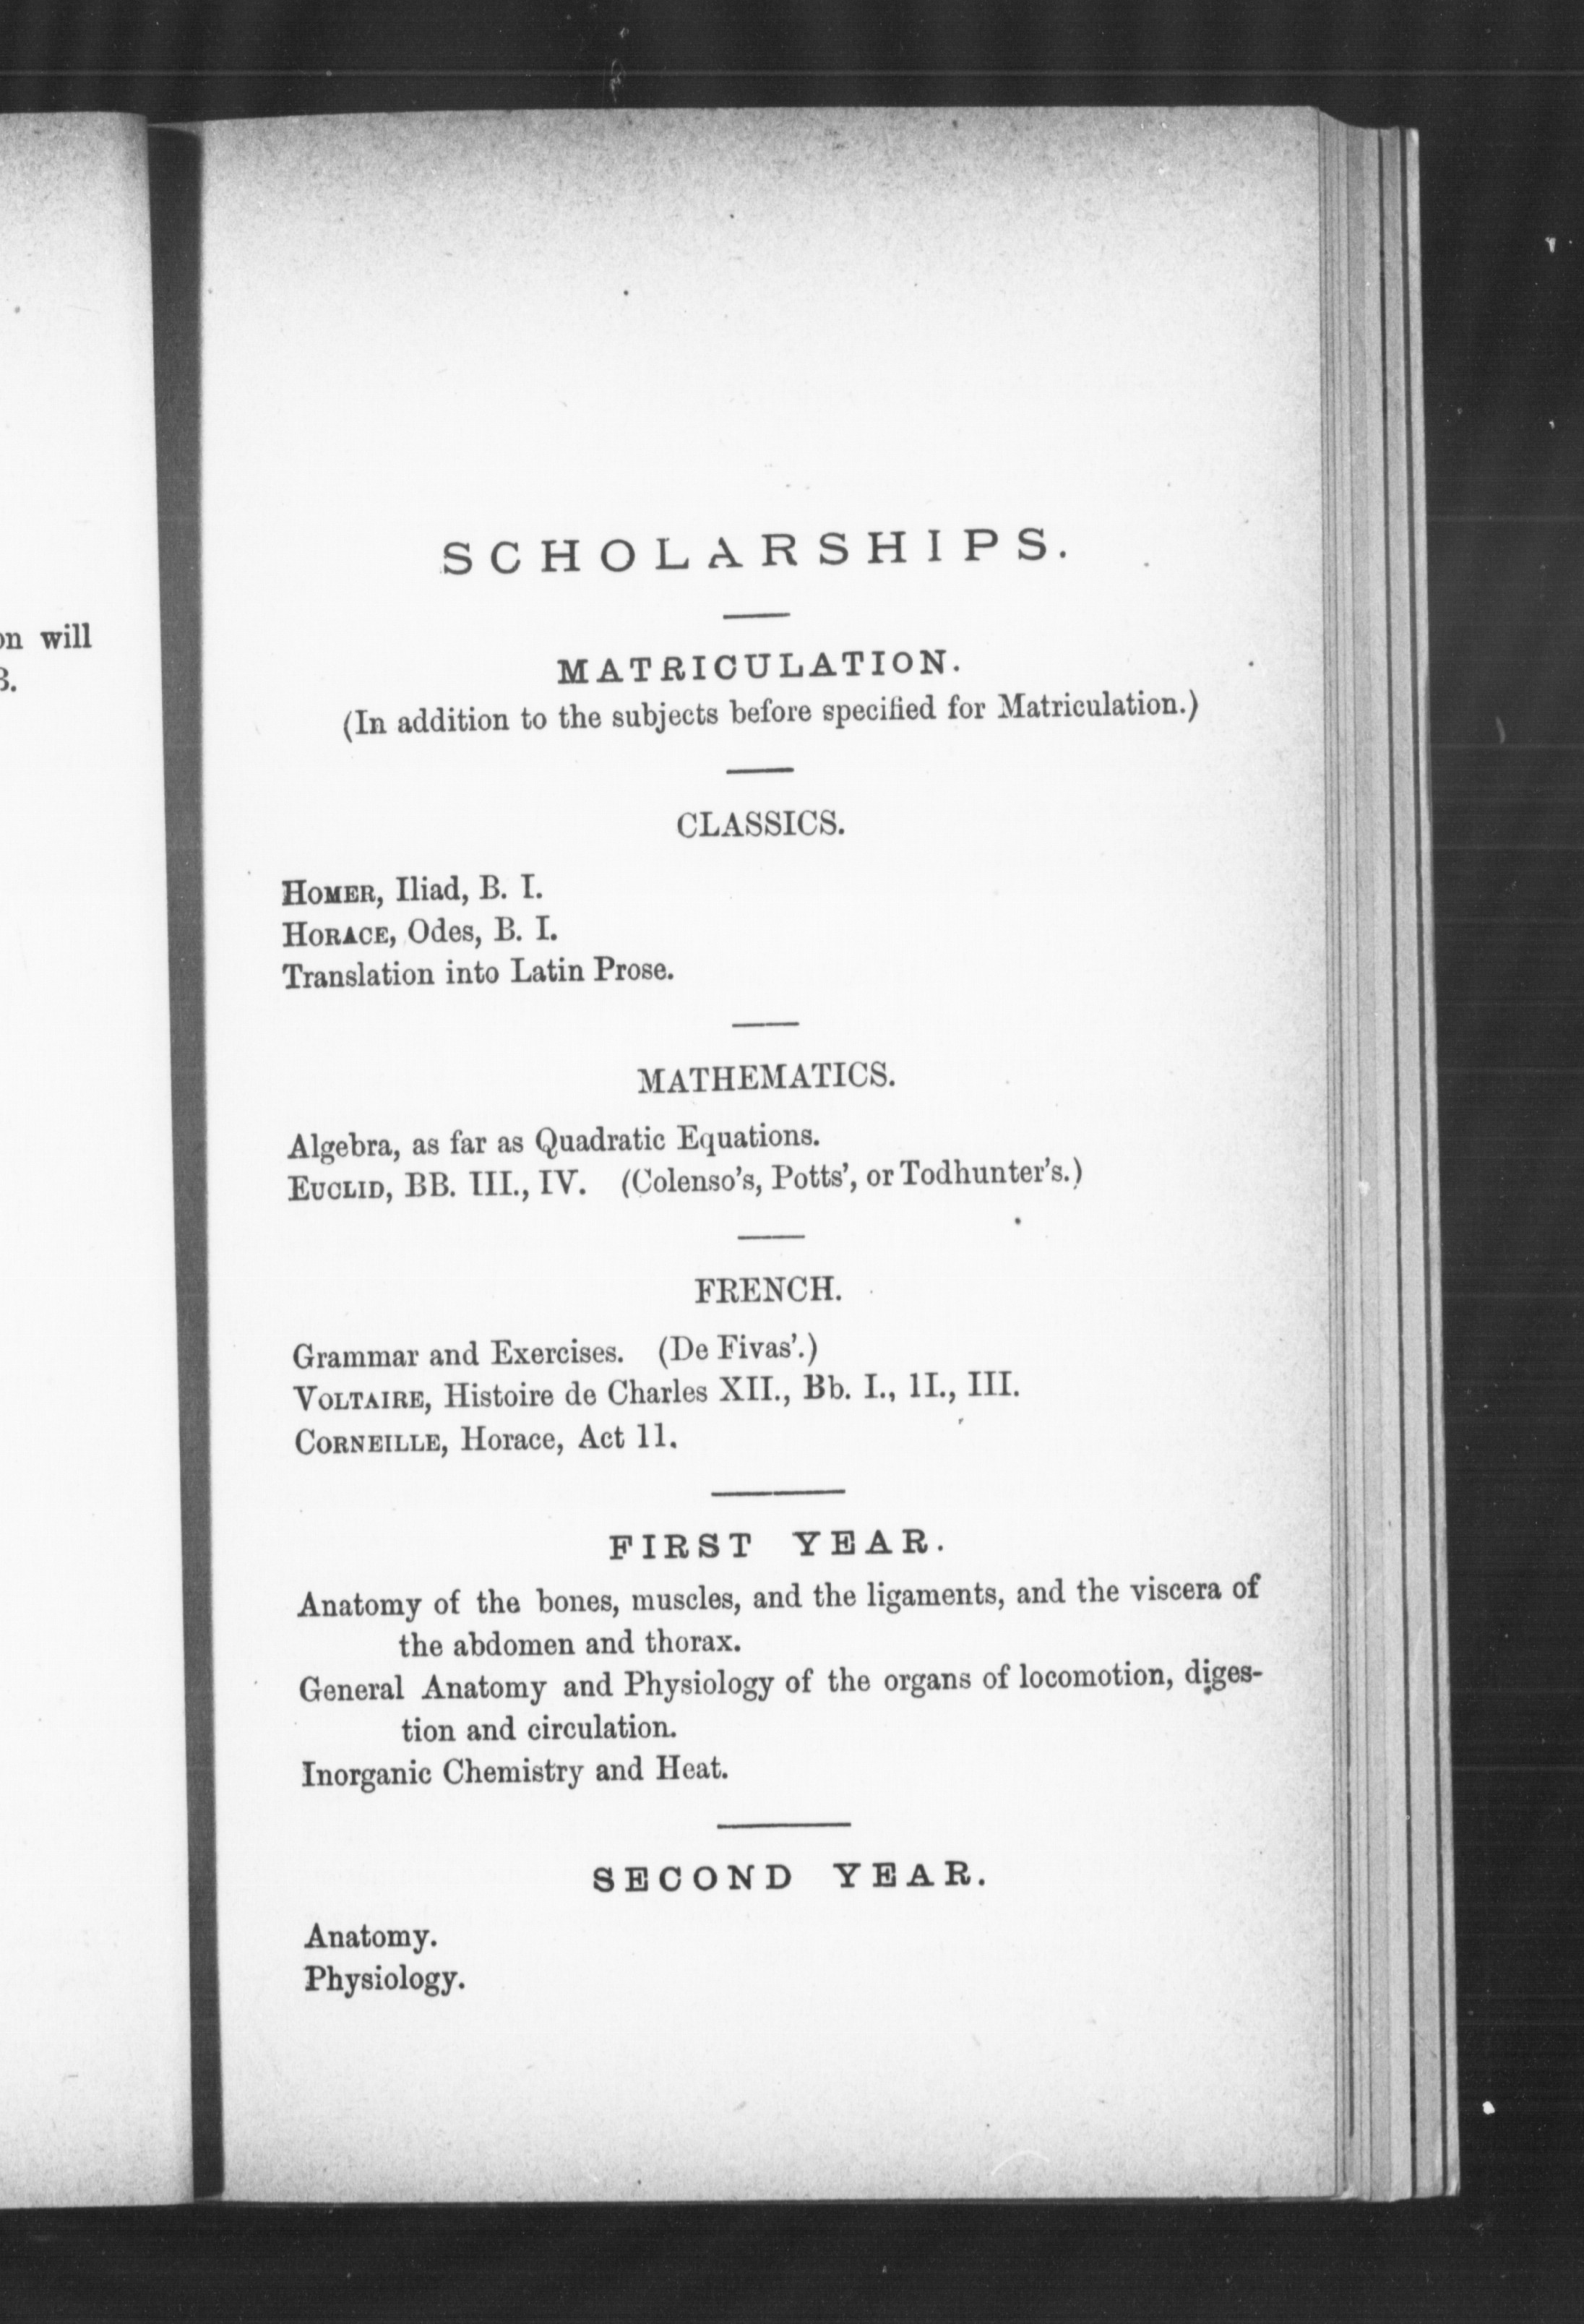 will
SCHOLARSHIPS.
MATRICULATION.
(In addition to the subjects before specified for Matriculation.)
CLASSICS.
HOMER, Iliad, B. I.
HORACE, Odes, B. I.
Translation into Latin Prose.
MATHEMATICS.
Algebra, as far as Quadratic Equations.
EUCLID, BB. III., IV. (Colenso's, Potts', or Todhunter's.)
FRENCH.
Grammar and Exercises. (De Fivas'.)
VOLTAIRE, Histoire de Charles XII., Bb. I., 1I., III.
CORNEILLE, Horace, Act 11.
FIRST YEAR.
Anatomy of the bones, muscles, and the ligaments, and the viscera of
the abdomen and thorax.
General Anatomy and Physiology of the organs of locomotion, diges-
tion and circulation.
Inorganic Chemistry and Heat.
SECOND YEAR.
Anatomy.
Physiology.